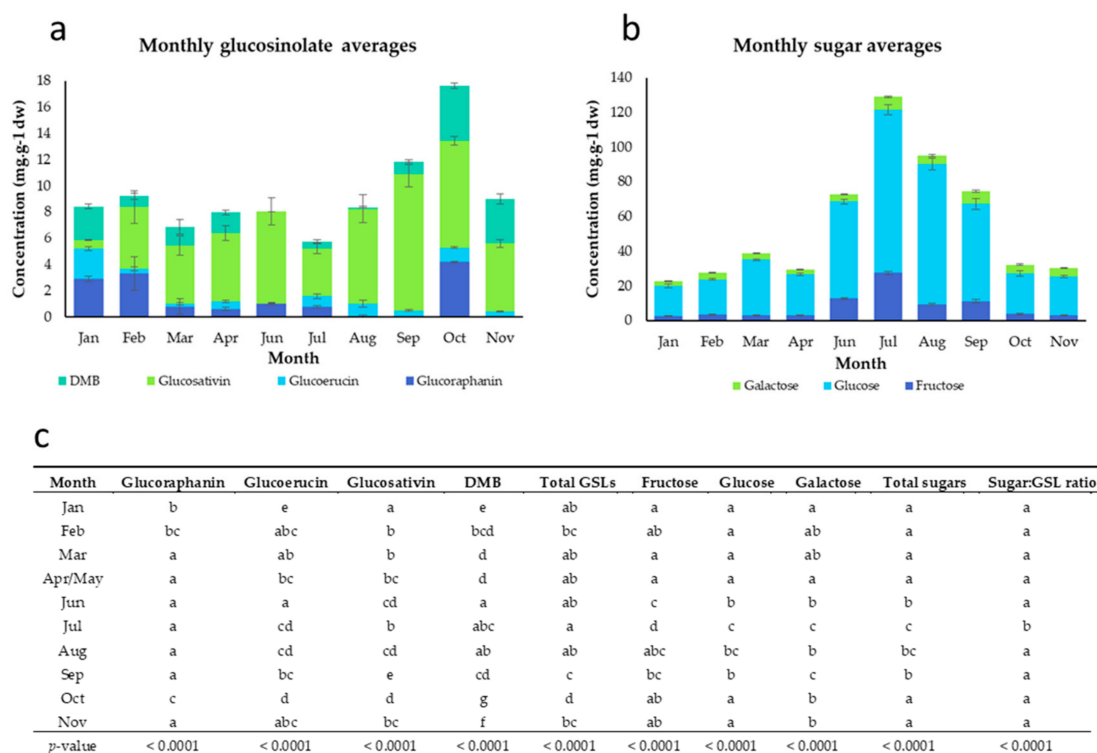 a
Monthly glucosinolate averages
Concentration (mg.g-1 dw)
18
16
14
12
10
8
6
4
2
0
Jan Feb Mar Apr Jun Jul Aug Sep Oct Nov
Month
DMB Glucosativin Glucoerucin Glucoraphanin
b
Monthly sugar averages
Concentration (mg.g-1 dw)
140
120
100
80
60
40
20
0
Jan Feb Mar Apr Jun Jul Aug Sep Oct Nov
Month
Galactose Glucose Fructose
c
Month Glucoraphanin Glucoerucin Glucosativin DMB Total GSLs Fructose Glucose Galactose Total sugars Sugar:GSL ratio
Jan b e a e ab a a a a a
Feb bc abc b bcd bc ab a ab a a
Mar a ab b d ab a a ab a a
Apr/May a bc bc d ab a a a a a
Jun a a cd a ab c b b b a
Jul a cd b abc a d c c c b
Aug a cd cd ab ab abc bc b bc a
Sep a bc e cd c b b c b a
Oct c d d g d ab a b a a
Nov a abc bc f bc ab a b a a
p-value < 0.0001 < 0.0001 < 0.0001 < 0.0001 < 0.0001 < 0.0001 < 0.0001 < 0.0001 < 0.0001 < 0.0001